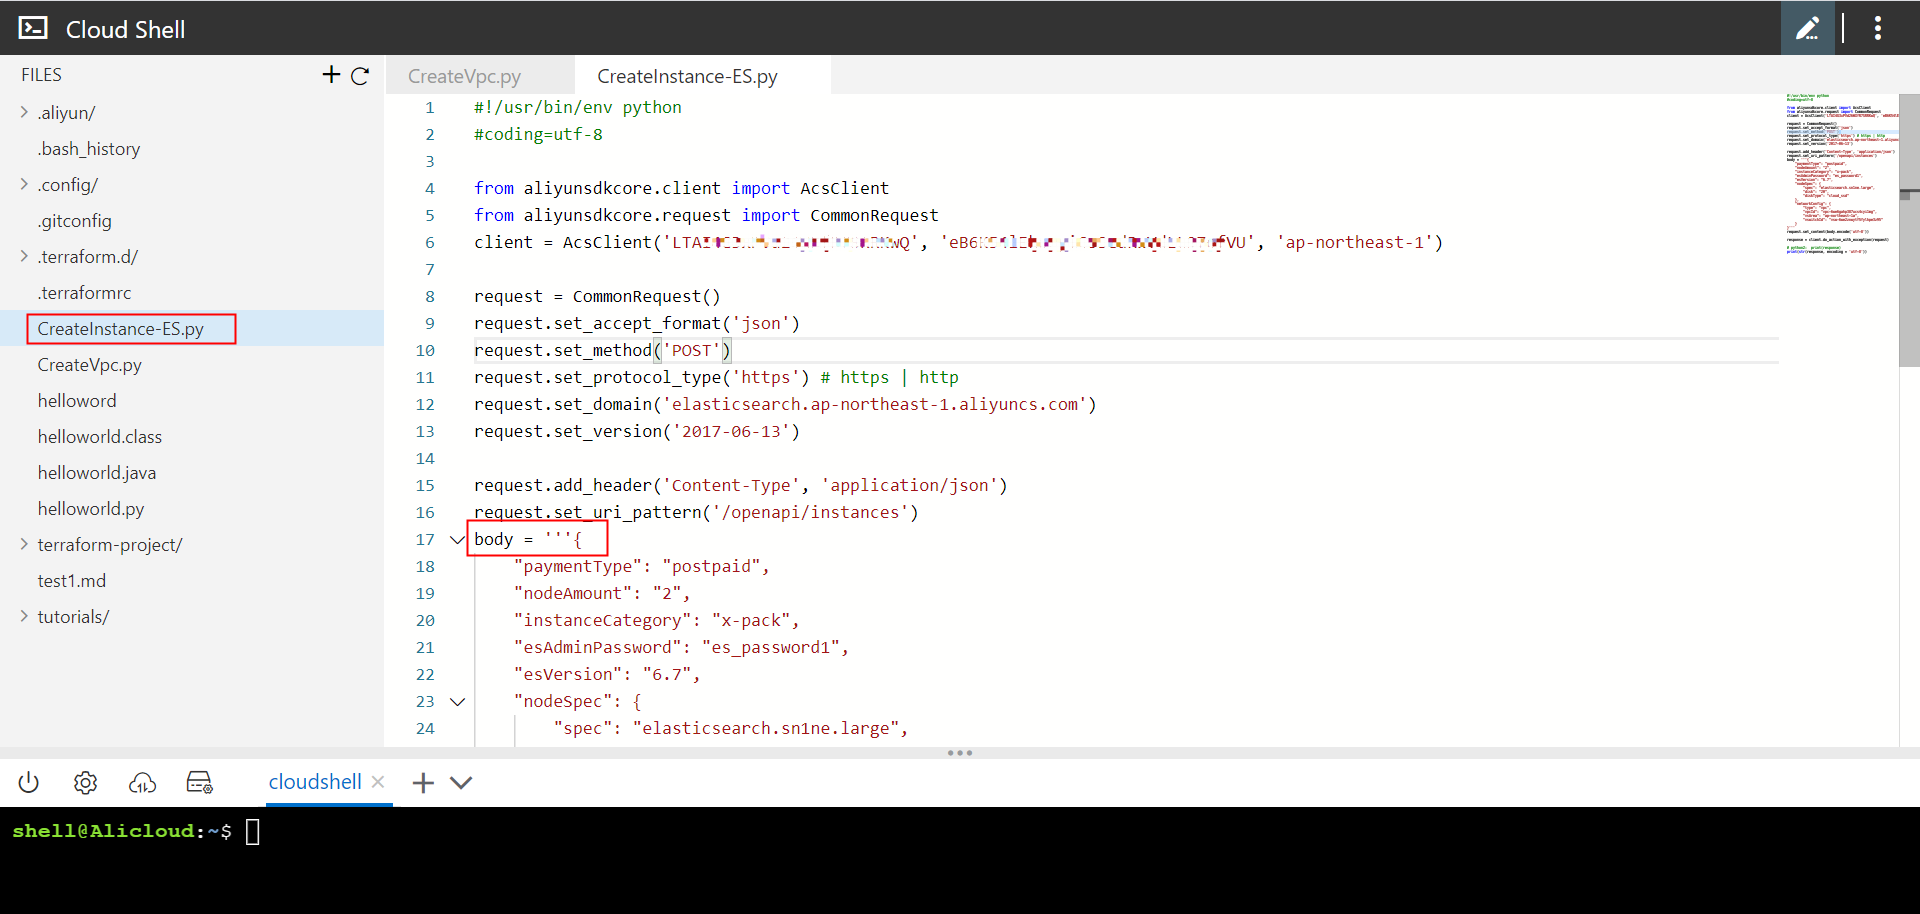 Cloud Shell
FILES
.aliyun/
.bash_history
.config/
.gitconfig
.terraform.d/
.terraformrc
CreateInstance-ES.py
CreateVpc.py
helloword
helloworld.class
helloworld.java
helloworld.py
terraform-project/
test1.md
tutorials/
CreateVpc.py
CreateInstance-ES.py
1 #!/usr/bin/env python
2 #coding=utf-8
3
4 from aliyunsdkcore.client import AcsClient
5 from aliyunsdkcore.request import CommonRequest
6 client = AcsClient(' ', ' ', 'ap-northeast-1')
7
8 request = CommonRequest()
9 request.set_accept_format('json')
10 request.set_method('POST')
11 request.set_protocol_type('https') # https | http
12 request.set_domain('elasticsearch.ap-northeast-1.aliyuncs.com')
13 request.set_version('2017-06-13')
14
15 request.add_header('Content-Type', 'application/json')
16 request.set_uri_pattern('/openapi/instances')
17 body = '''{
18 "paymentType": "postpaid",
19 "nodeAmount": "2",
20 "instanceCategory": "x-pack",
21 "esAdminPassword": "es_password1",
22 "esVersion": "6.7",
23 "nodeSpec": {
24 "spec": "elasticsearch.sn1ne.large",
cloudshell
shell@Alicloud:~$